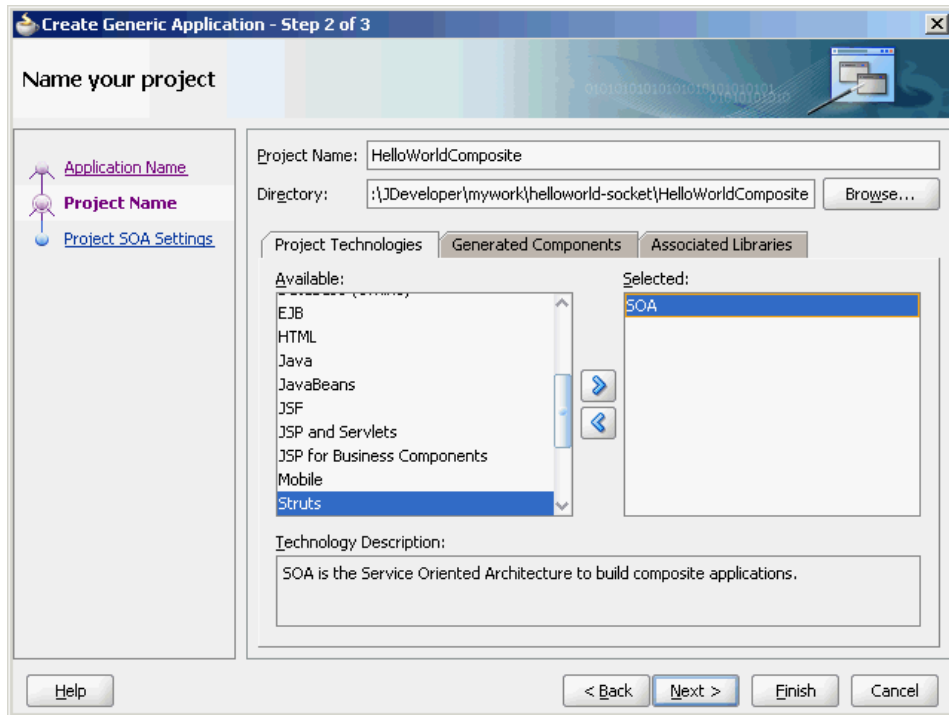 Create Generic Application - Step 2 of 3
Name your project
Application Name
Project Name
Project SOA Settings
Project Name: HelloWorldComposite
Directory: :\JDeveloper\mywork\helloworld-socket\HelloWorldComposite Browse...
Project Technologies Generated Components Associated Libraries
Available:
EJB
HTML
Java
JavaBeans
JSF
JSP and Servlets
JSP for Business Components
Mobile
Struts
Selected:
SOA
Technology Description:
SOA is the Service Oriented Architecture to build composite applications.
Help < Back Next > Finish Cancel